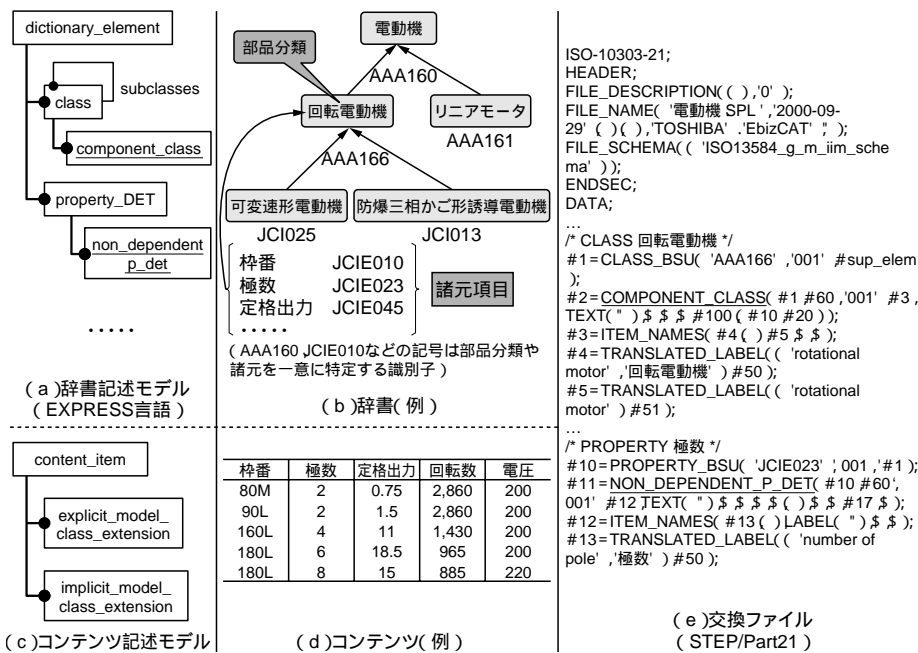 dictionary_element
subclasses
class
component_class
property_DET
non_dependent
p_det
.....
(a)辞書記述モデル
(EXPRESS言語)
電動機
部品分類
AAA160
回転電動機
リニアモータ
AAA161
AAA166
可変速形電動機
防爆三相かご形誘導電動機
JCI025
JCI013
枠番 JCIE010
極数 JCIE023
定格出力 JCIE045
・・・・・
諸元項目
(AAA160,JCIE010などの記号は部品分類や
諸元を一意に特定する識別子)
(b)辞書(例)
content_item
explicit_model_
class_extension
implicit_model_
class_extension
(c)コンテンツ記述モデル
枠番 極数 定格出力 回転数 電圧
80M 2 0.75 2,860 200
90L 2 1.5 2,860 200
160L 4 11 1,430 200
180L 6 18.5 965 200
180L 8 15 885 220
(d)コンテンツ(例)
ISO-10303-21;
HEADER;
FILE_DESCRIPTION(( ),'0' );
FILE_NAME( '電動機 SPL ','2000-09-
29' ( )( ),'TOSHIBA' .'EbizCAT' '' );
FILE_SCHEMA(( 'ISO13584_g_m_iim_sche
ma' ));
ENDSEC;
DATA;
...
/* CLASS 回転電動機 */
#1=CLASS_BSU( 'AAA166' ,'001' ,#sup_elem
);
#2=COMPONENT_CLASS( #1,#60,'001' ,#3,
TEXT('' ),$,$,$,#100,( #10,#20));
#3=ITEM_NAMES( #4,( ),#5,$,$);
#4=TRANSLATED_LABEL(( 'rotational
motor' ,'回転電動機' ),#50);
#5=TRANSLATED_LABEL(( 'rotational
motor' ),#51);
...
/* PROPERTY 極数 */
#10=PROPERTY_BSU( 'JCIE023' ,'001 ,'#1);
#11=NON_DEPENDENT_P_DET( #10,#60',
001' ,#12,TEXT( '' ),$,$,$,$,( ),$,$,#17,$);
#12=ITEM_NAMES( #13,( ),LABEL( '' ),$,$);
#13=TRANSLATED_LABEL(( 'number of
pole' ,'極数' ),#50);
(e)交換ファイル
(STEP/Part21)